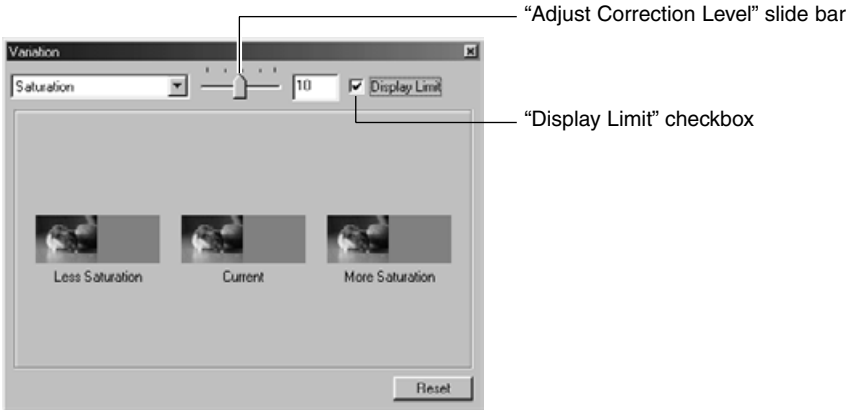 “Adjust Correction Level” slide bar
Variation
Saturation 10 Display Limit
“Display Limit” checkbox
Less Saturation Current More Saturation
Reset